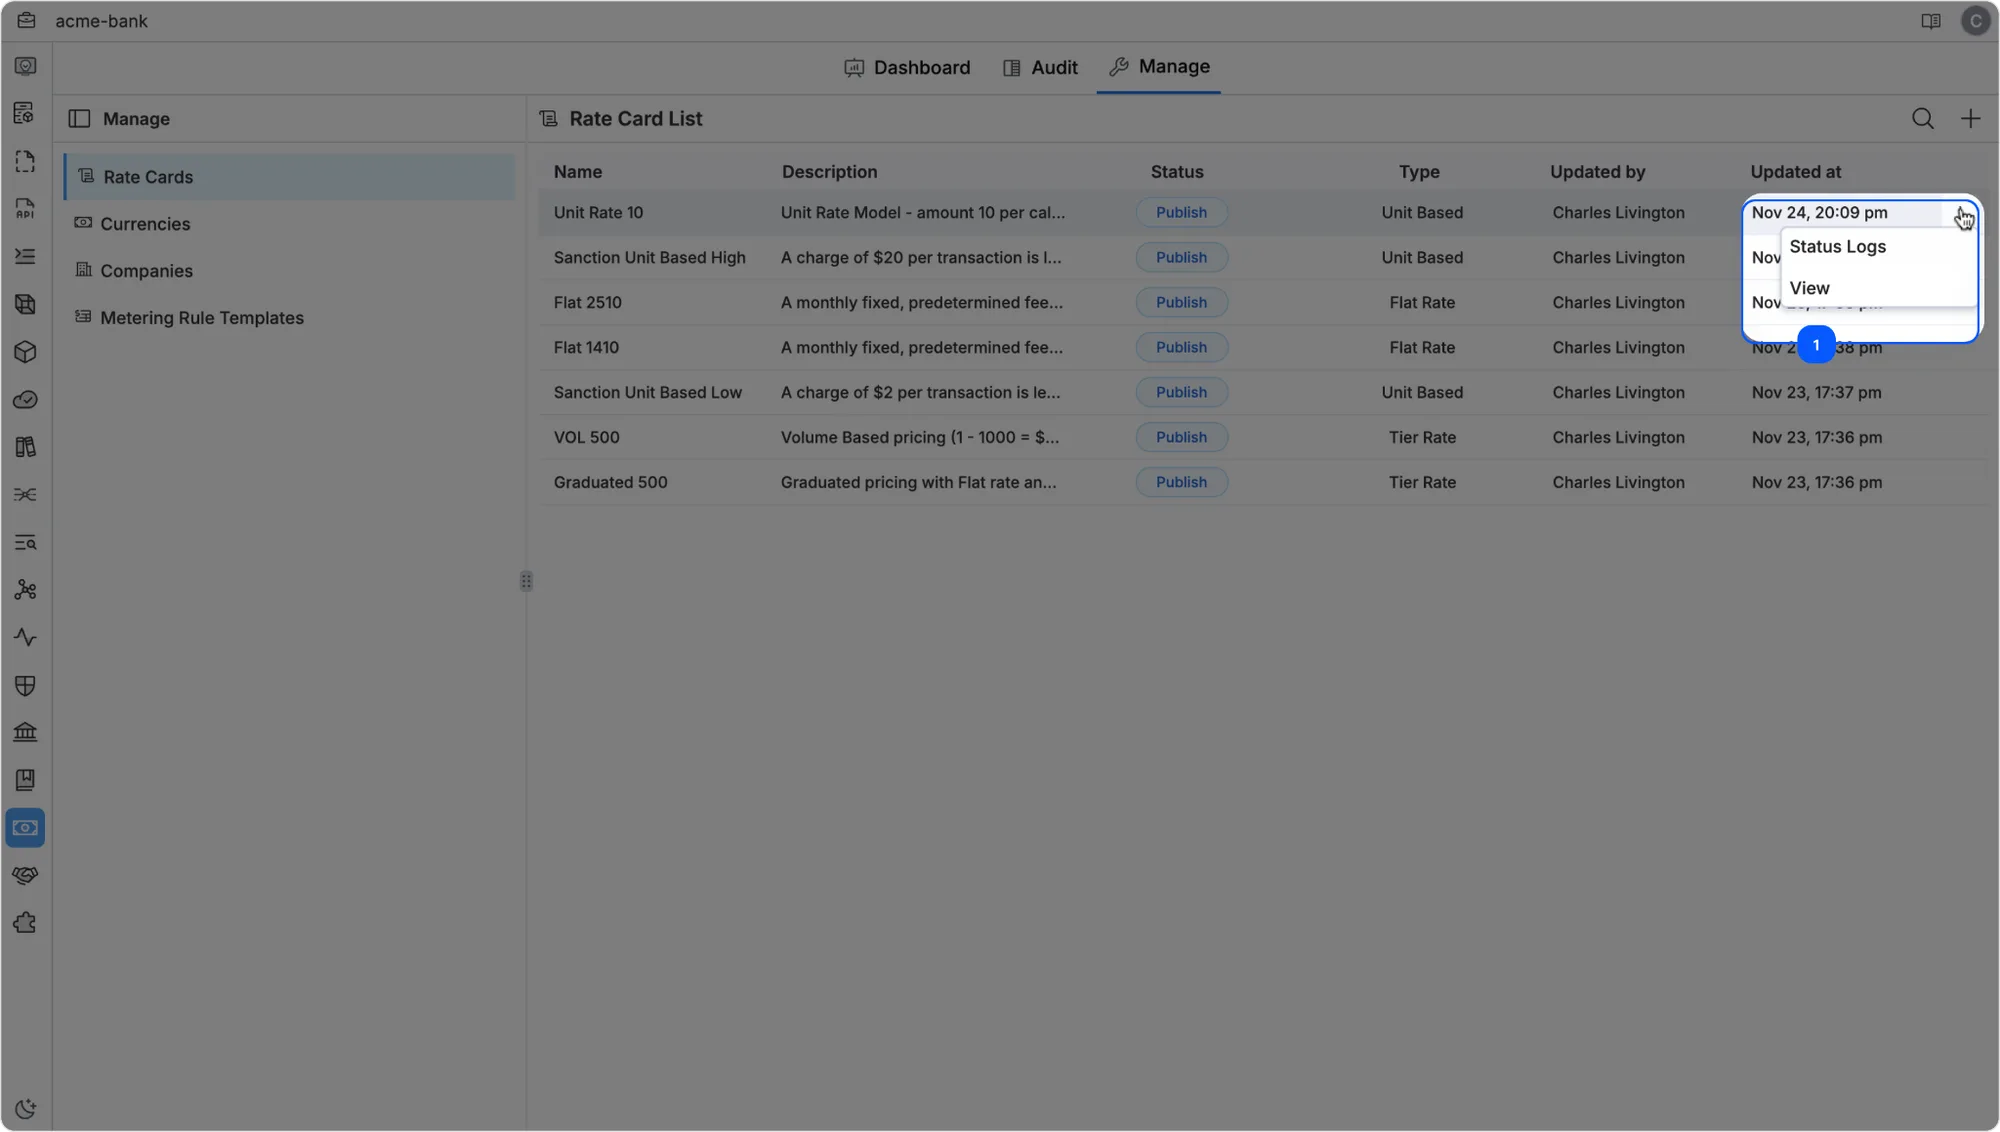 acme-bank
C
Dashboard Audit Manage
Manage
Rate Cards
Currencies
Companies
Metering Rule Templates
Rate Card List
Name Description Status Type Updated by Updated at
Unit Rate 10 Unit Rate Model - amount 10 per cal... Publish Unit Based Charles Livington Nov 24, 20:09 pm
Status Logs
Sanction Unit Based High A charge of $20 per transaction is l... Publish Unit Based Charles Livington Nov
View
Flat 2510 A monthly fixed, predetermined fee... Publish Flat Rate Charles Livington Nov
Flat 1410 A monthly fixed, predetermined fee... Publish Flat Rate Charles Livington Nov 2 38 pm
1
Sanction Unit Based Low A charge of $2 per transaction is le... Publish Unit Based Charles Livington Nov 23, 17:37 pm
VOL 500 Volume Based pricing (1 - 1000 = $... Publish Tier Rate Charles Livington Nov 23, 17:36 pm
Graduated 500 Graduated pricing with Flat rate an... Publish Tier Rate Charles Livington Nov 23, 17:36 pm
API